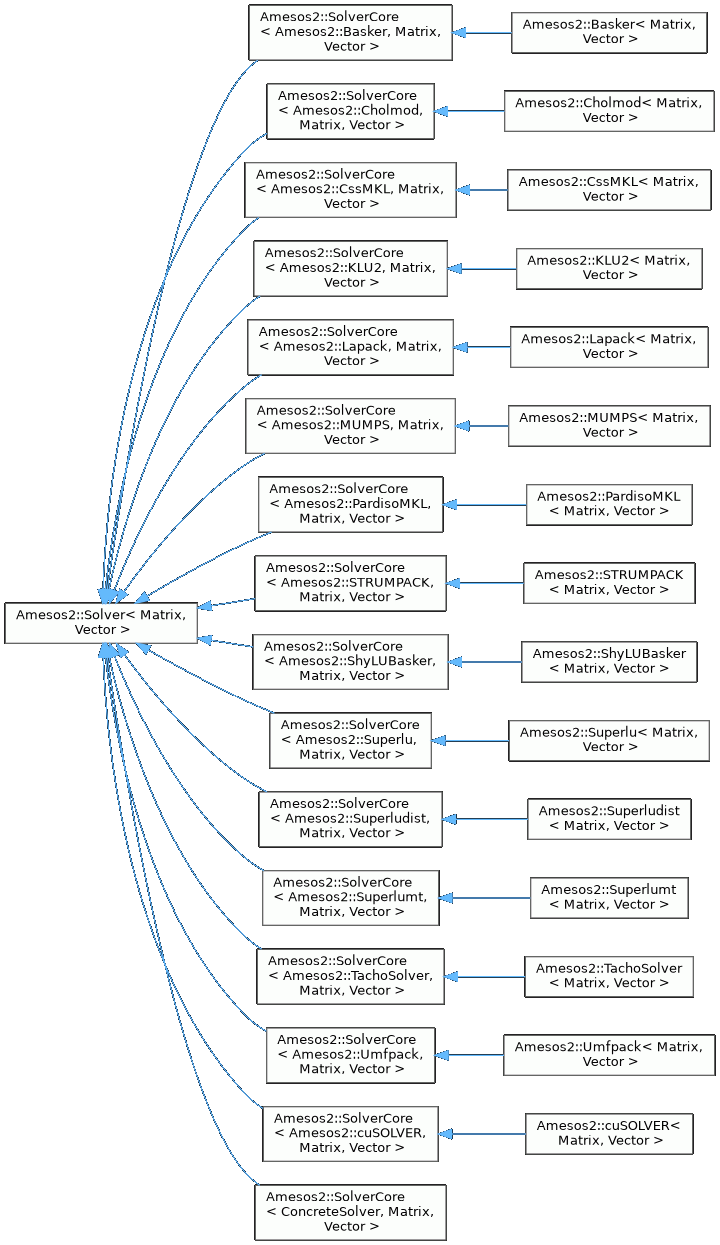 Amesos2::SolverCore
< Amesos2::Basker, Matrix,
Vector >
Amesos2::Basker< Matrix,
Vector >
Amesos2::SolverCore
< Amesos2::Cholmod,
Matrix, Vector >
Amesos2::Cholmod< Matrix,
Vector >
Amesos2::SolverCore
< Amesos2::CssMKL, Matrix,
Vector >
Amesos2::CssMKL< Matrix,
Vector >
Amesos2::SolverCore
< Amesos2::KLU2, Matrix,
Vector >
Amesos2::KLU2< Matrix,
Vector >
Amesos2::SolverCore
< Amesos2::Lapack, Matrix,
Vector >
Amesos2::Lapack< Matrix,
Vector >
Amesos2::SolverCore
< Amesos2::MUMPS, Matrix,
Vector >
Amesos2::MUMPS< Matrix,
Vector >
Amesos2::SolverCore
< Amesos2::PardisoMKL,
Matrix, Vector >
Amesos2::PardisoMKL
< Matrix, Vector >
Amesos2::SolverCore
< Amesos2::STRUMPACK,
Matrix, Vector >
Amesos2::STRUMPACK
< Matrix, Vector >
Amesos2::Solver< Matrix,
Vector >
Amesos2::SolverCore
< Amesos2::ShyLUBasker,
Matrix, Vector >
Amesos2::ShyLUBasker
< Matrix, Vector >
Amesos2::SolverCore
< Amesos2::Superlu,
Matrix, Vector >
Amesos2::Superlu< Matrix,
Vector >
Amesos2::SolverCore
< Amesos2::Superludist,
Matrix, Vector >
Amesos2::Superludist
< Matrix, Vector >
Amesos2::SolverCore
< Amesos2::Superlumt,
Matrix, Vector >
Amesos2::Superlumt
< Matrix, Vector >
Amesos2::SolverCore
< Amesos2::TachoSolver,
Matrix, Vector >
Amesos2::TachoSolver
< Matrix, Vector >
Amesos2::SolverCore
< Amesos2::Umfpack,
Matrix, Vector >
Amesos2::Umfpack< Matrix,
Vector >
Amesos2::SolverCore
< Amesos2::cuSOLVER,
Matrix, Vector >
Amesos2::cuSOLVER<
Matrix, Vector >
Amesos2::SolverCore
< ConcreteSolver, Matrix,
Vector >